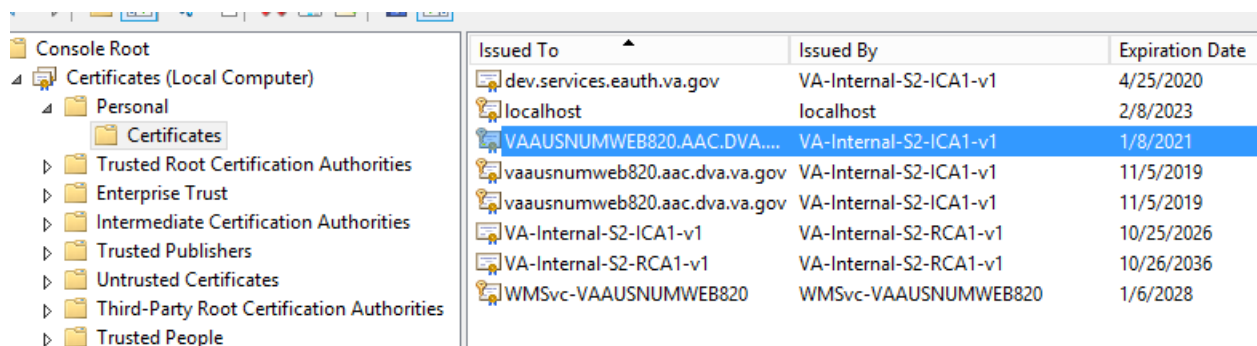 Console Root
Certificates (Local Computer)
Personal
Certificates
Trusted Root Certification Authorities
Enterprise Trust
Intermediate Certification Authorities
Trusted Publishers
Untrusted Certificates
Third-Party Root Certification Authorities
Trusted People
Issued To Issued By Expiration Date
dev.services.eauth.va.gov VA-Internal-S2-ICA1-v1 4/25/2020
localhost localhost 2/8/2023
VAAUSNUMWEB820.AAC.DVA.... VA-Internal-S2-ICA1-v1 1/8/2021
vaausnumweb820.aac.dva.va.gov VA-Internal-S2-ICA1-v1 11/5/2019
vaausnumweb820.aac.dva.va.gov VA-Internal-S2-ICA1-v1 11/5/2019
VA-Internal-S2-ICA1-v1 VA-Internal-S2-RCA1-v1 10/25/2026
VA-Internal-S2-RCA1-v1 VA-Internal-S2-RCA1-v1 10/26/2036
WMSvc-VAAUSNUMWEB820 WMSvc-VAAUSNUMWEB820 1/6/2028